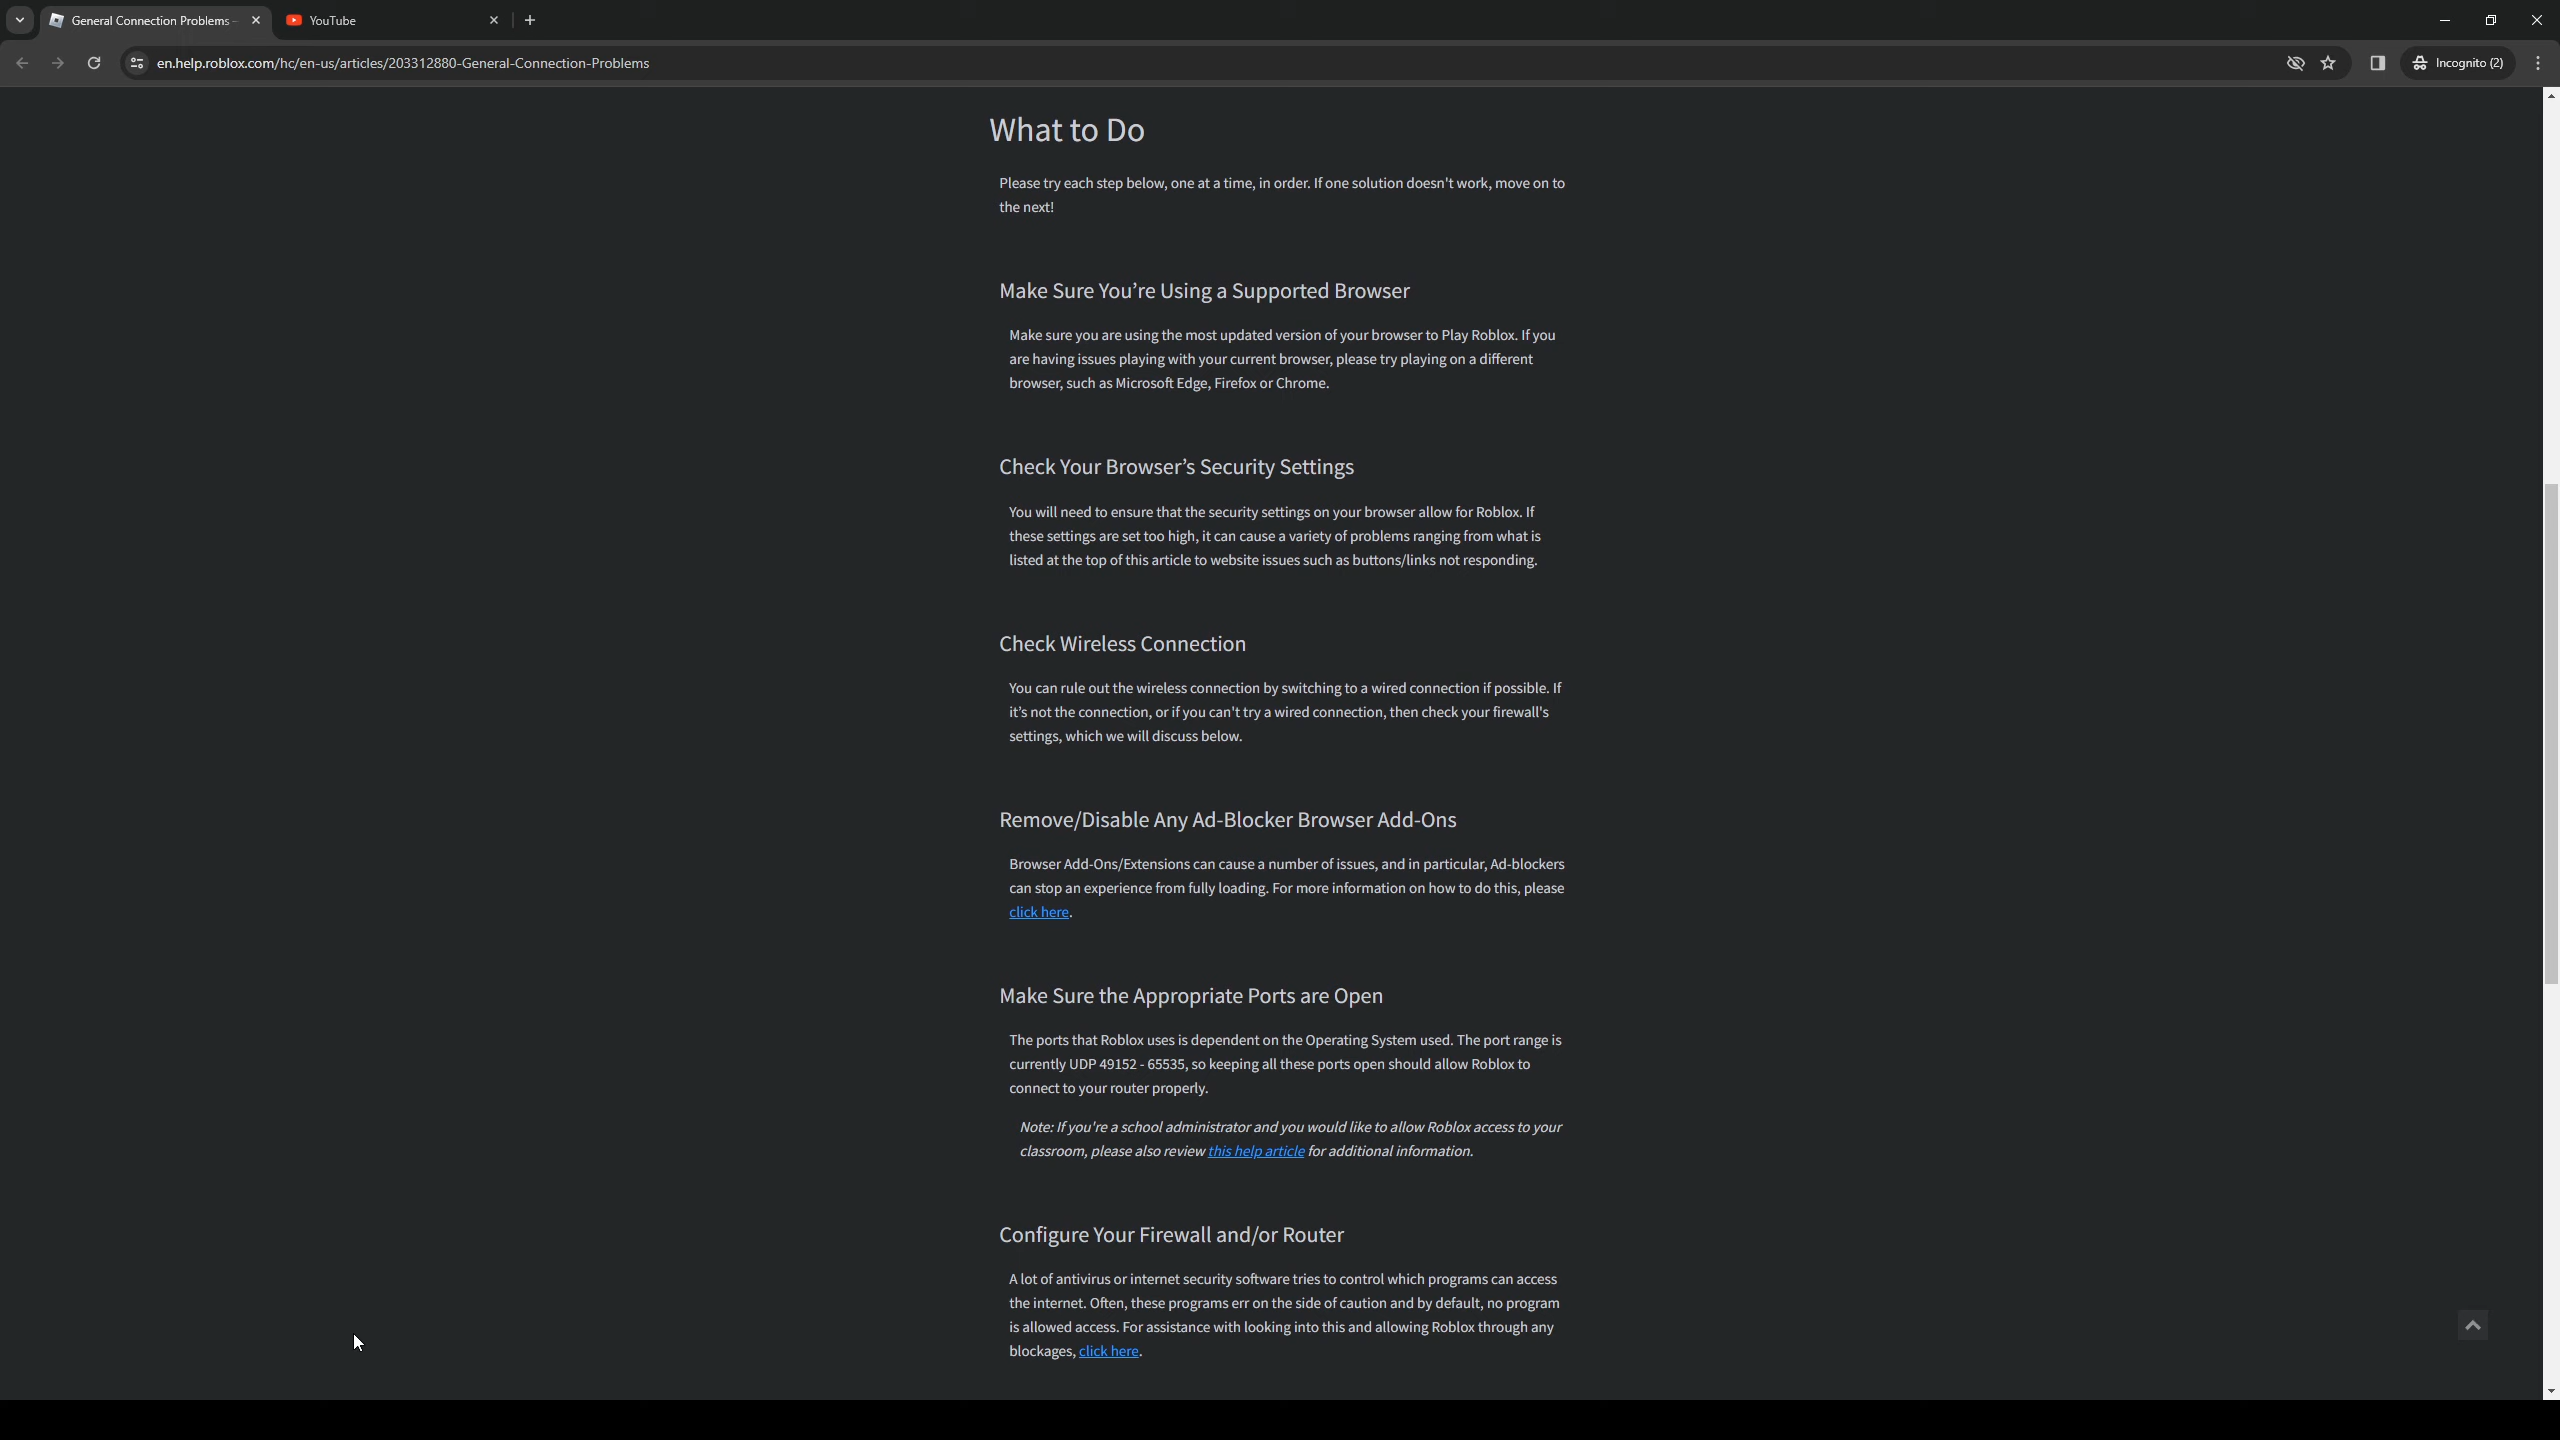 General Connection Problems -
YouTube
en.help.roblox.com/hc/en-us/articles/203312880-General-Connection-Problems
Incognito (2)
What to Do
Please try each step below, one at a time, in order. If one solution doesn't work, move on to
the next!
Make Sure You’re Using a Supported Browser
Make sure you are using the most updated version of your browser to Play Roblox. If you
are having issues playing with your current browser, please try playing on a different
browser, such as Microsoft Edge, Firefox or Chrome.
Check Your Browser’s Security Settings
You will need to ensure that the security settings on your browser allow for Roblox. If
these settings are set too high, it can cause a variety of problems ranging from what is
listed at the top of this article to website issues such as buttons/links not responding.
Check Wireless Connection
You can rule out the wireless connection by switching to a wired connection if possible. If
it’s not the connection, or if you can't try a wired connection, then check your firewall's
settings, which we will discuss below.
Remove/Disable Any Ad-Blocker Browser Add-Ons
Browser Add-Ons/Extensions can cause a number of issues, and in particular, Ad-blockers
can stop an experience from fully loading. For more information on how to do this, please
click here.
Make Sure the Appropriate Ports are Open
The ports that Roblox uses is dependent on the Operating System used. The port range is
currently UDP 49152 - 65535, so keeping all these ports open should allow Roblox to
connect to your router properly.
Note: If you're a school administrator and you would like to allow Roblox access to your
classroom, please also review this help article for additional information.
Configure Your Firewall and/or Router
A lot of antivirus or internet security software tries to control which programs can access
the internet. Often, these programs err on the side of caution and by default, no program
is allowed access. For assistance with looking into this and allowing Roblox through any
blockages, click here.